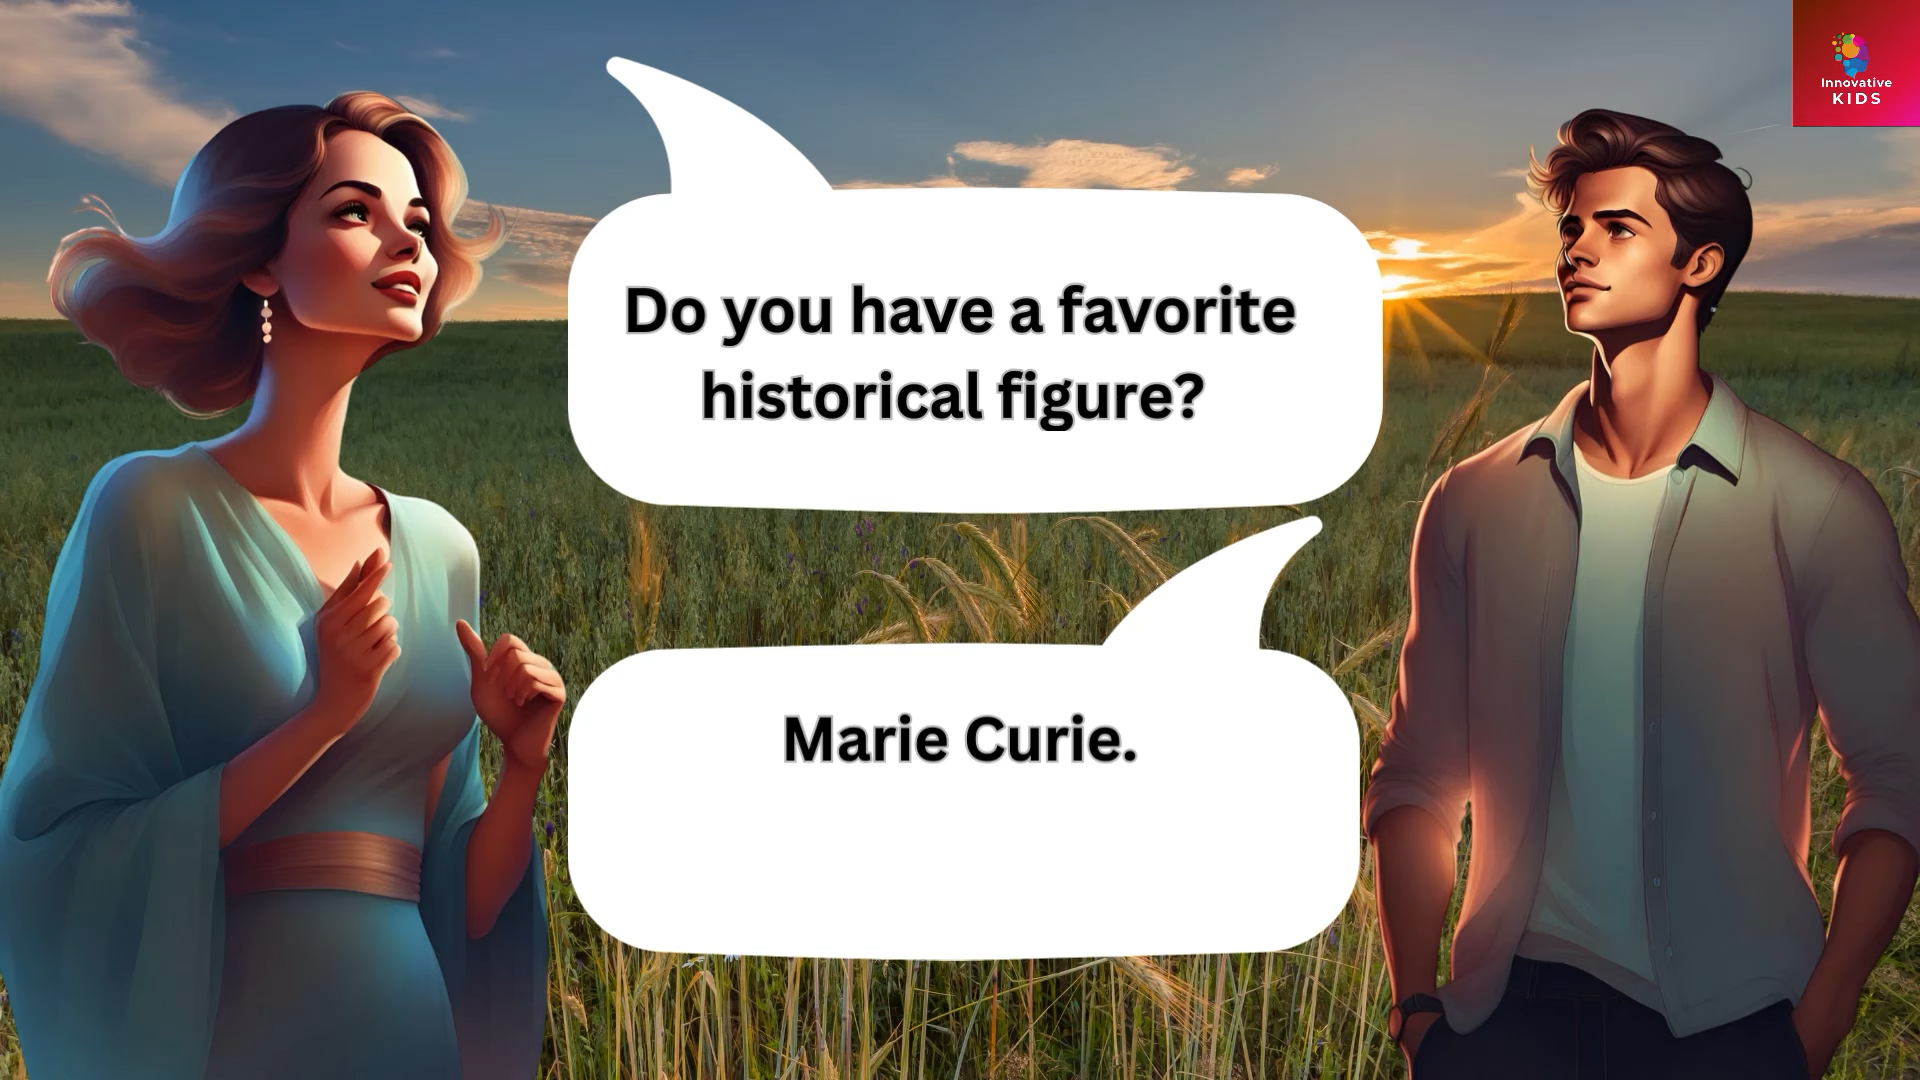 Innovative
KIDS
Do you have a favorite
historical figure?
Marie Curie.